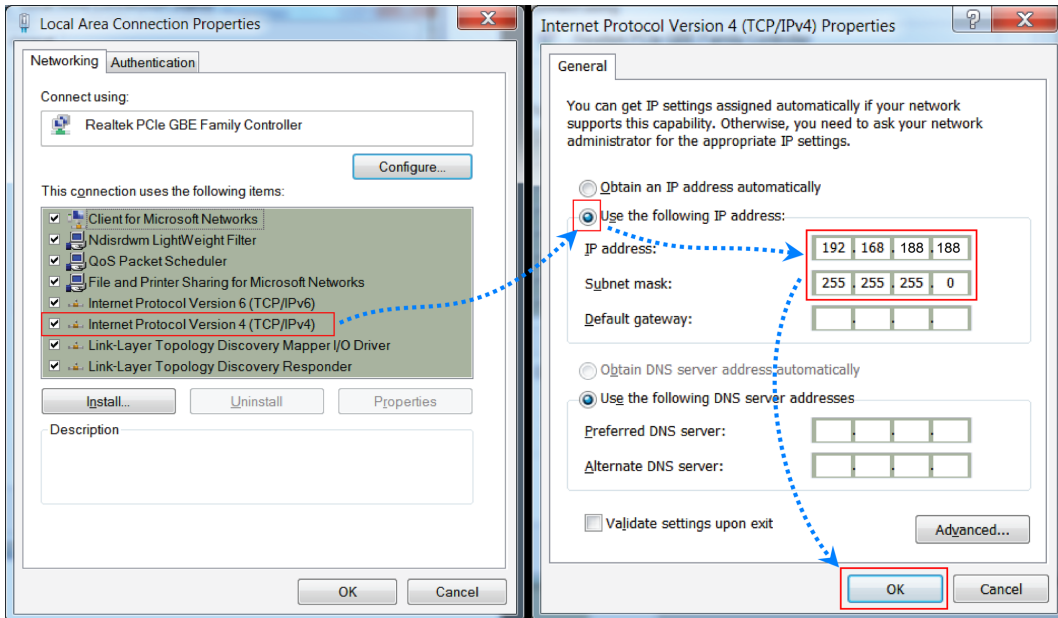 Local Area Connection Properties
Networking
Authentication
Connect using:
Realtek PCIe GBE Family Controller
Configure...
This connection uses the following items:
Client for Microsoft Networks
Ndisrdwm LightWeight Filter
QoS Packet Scheduler
File and Printer Sharing for Microsoft Networks
Internet Protocol Version 6 (TCP/IPv6)
Internet Protocol Version 4 (TCP/IPv4)
Link-Layer Topology Discovery Mapper I/O Driver
Link-Layer Topology Discovery Responder
Install...
Uninstall
Properties
Description
OK
Cancel
Internet Protocol Version 4 (TCP/IPv4) Properties
General
You can get IP settings assigned automatically if your network
supports this capability. Otherwise, you need to ask your network
administrator for the appropriate IP settings.
Obtain an IP address automatically
Use the following IP address:
IP address: 192 . 168 . 188 . 188
Subnet mask: 255 . 255 . 255 . 0
Default gateway: . . .
Obtain DNS server address automatically
Use the following DNS server addresses
Preferred DNS server: . . .
Alternate DNS server: . . .
Validate settings upon exit
Advanced...
OK
Cancel